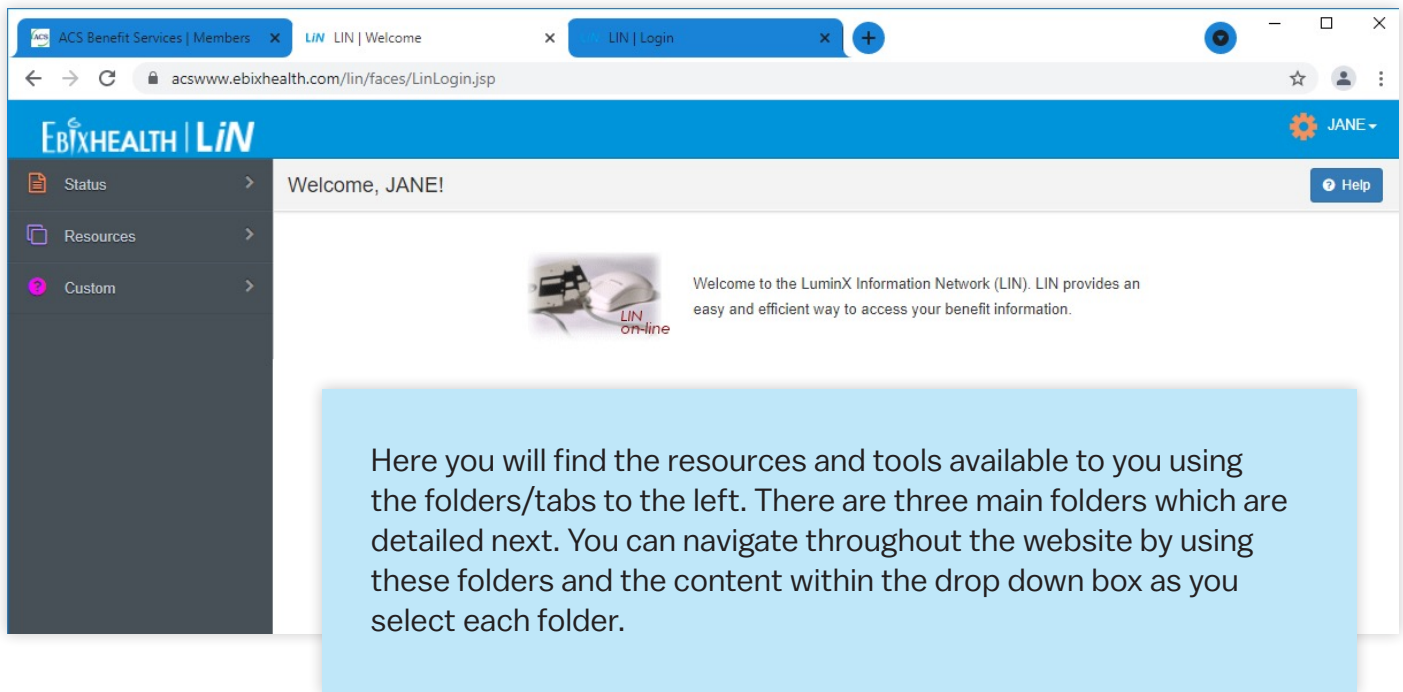 ACS ACS Benefit Services | Members LiN LIN | Welcome LiN LIN | Login
acswww.ebixhealth.com/lin/faces/LinLogin.jsp
EBIXHEALTH | LiN
JANE
Status
Welcome, JANE!
Help
Resources
Custom
LIN
on-line
Welcome to the LuminX Information Network (LIN). LIN provides an
easy and efficient way to access your benefit information.
Here you will find the resources and tools available to you using
the folders/tabs to the left. There are three main folders which are
detailed next. You can navigate throughout the website by using
these folders and the content within the drop down box as you
select each folder.